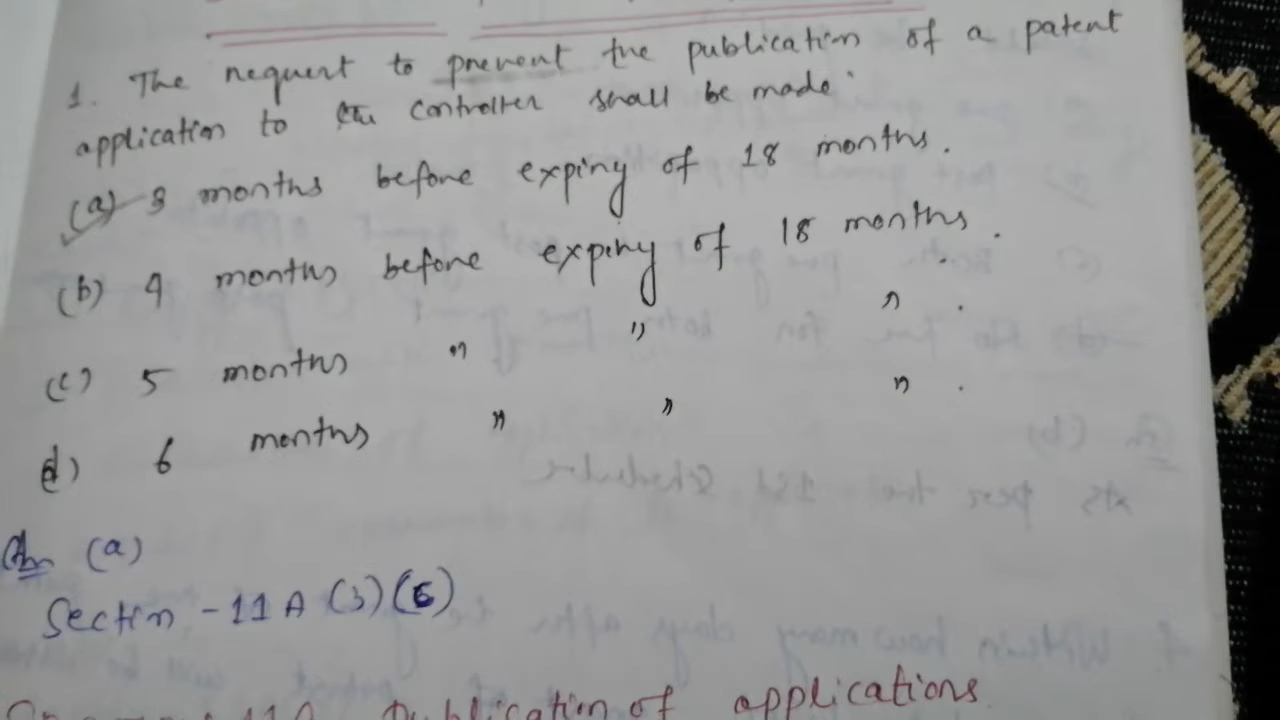 1. The request to prevent the publication of a patent
application to the controller shall be made
(a) 3 months before expiry of 18 months.
(b) 4 months before expiry of 18 months.
(c) 5 months " " " .
d) 6 months " " " .
Ans (a)
Section - 11A (3)(c)
11A Publication of applications